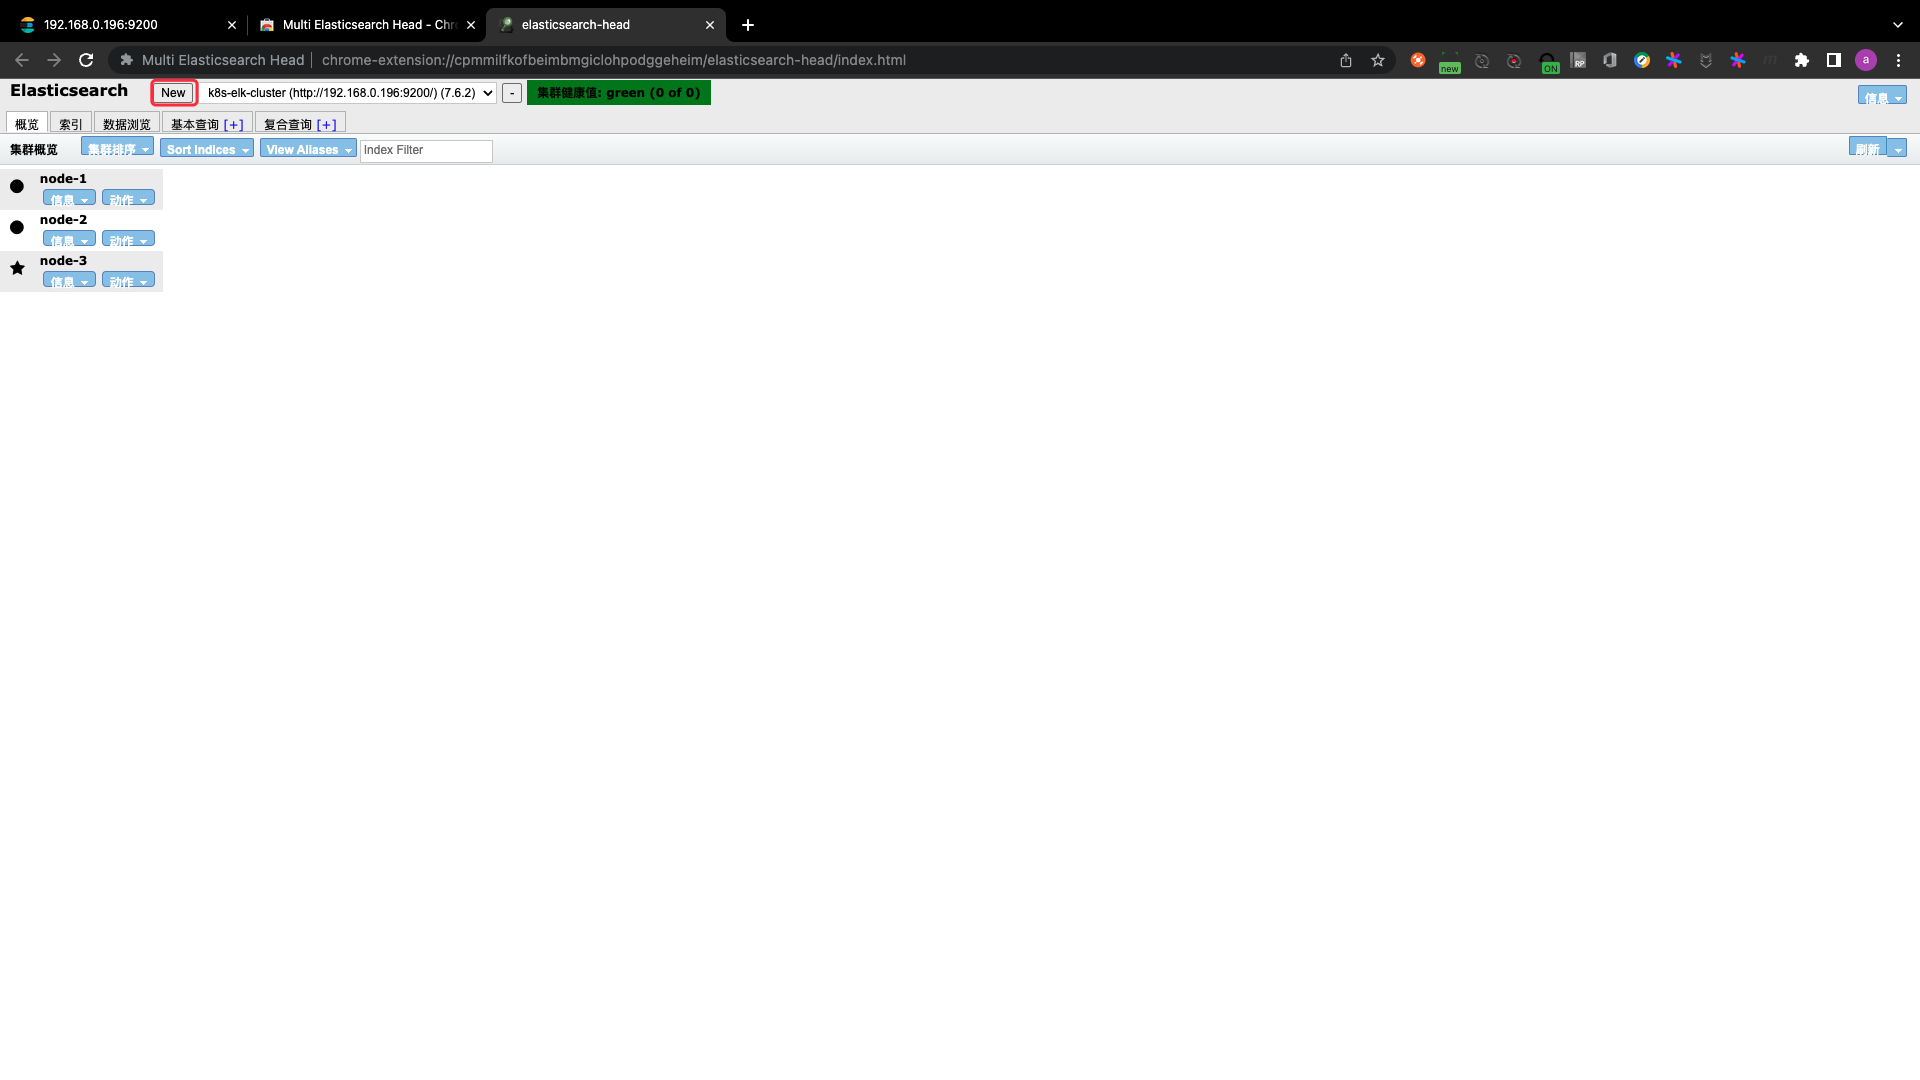 192.168.0.196:9200
Multi Elasticsearch Head - Chr
elasticsearch-head
Multi Elasticsearch Head
chrome-extension://cpmmilfkofbeimbmgiclohpodggeheim/elasticsearch-head/index.html
new
ON
RP
a
Elasticsearch
New
k8s-elk-cluster (http://192.168.0.196:9200/) (7.6.2)
-
集群健康值: green (0 of 0)
信息
概览
索引
数据浏览
基本查询 [+]
复合查询 [+]
集群概览
集群排序
Sort Indices
View Aliases
Index Filter
刷新
node-1
信息
动作
node-2
信息
动作
node-3
信息
动作